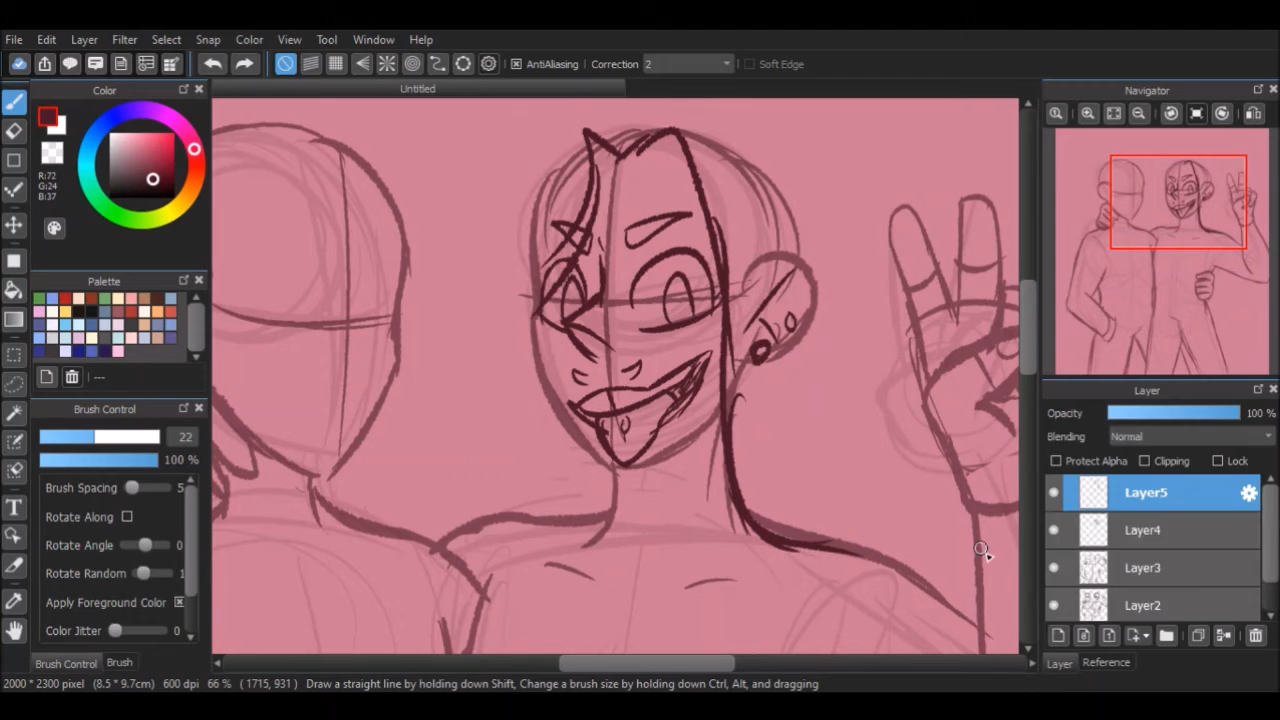 File Edit Layer Filter Select Snap Color View Tool Window Help
AntiAliasing Correction 2 Soft Edge
Color
Untitled
Navigator
R:72
G:24
B:37
Palette
---
Brush Control
22
100 %
Brush Spacing 5
Rotate Along
Rotate Angle 0
Rotate Random 1
Apply Foreground Color
Color Jitter 0
Brush Control Brush
Layer
Opacity 100 %
Blending Normal
Protect Alpha Clipping Lock
Layer5
Layer4
Layer3
Layer2
Layer Reference
2000 * 2300 pixel (8.5 * 9.7cm) 600 dpi 66 % ( 1715, 931 ) Draw a straight line by holding down Shift, Change a brush size by holding down Ctrl, Alt, and dragging